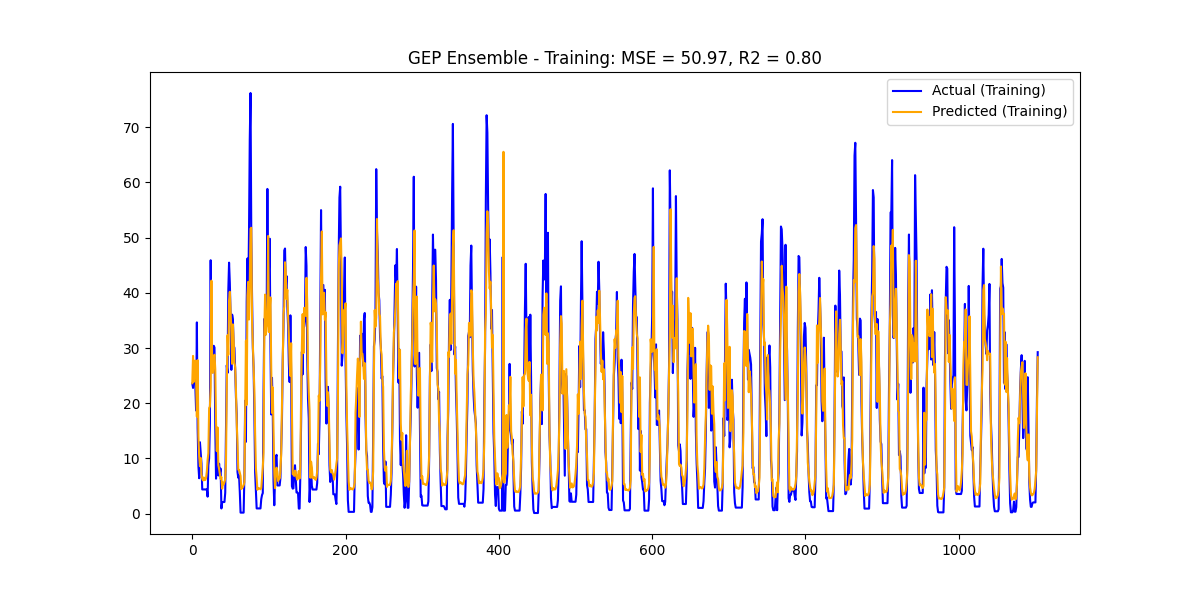 GEP Ensemble - Training: MSE = 50.97, R2 = 0.80
Actual (Training)
Predicted (Training)
70
60
50
40
30
20
10
0
0 200 400 600 800 1000